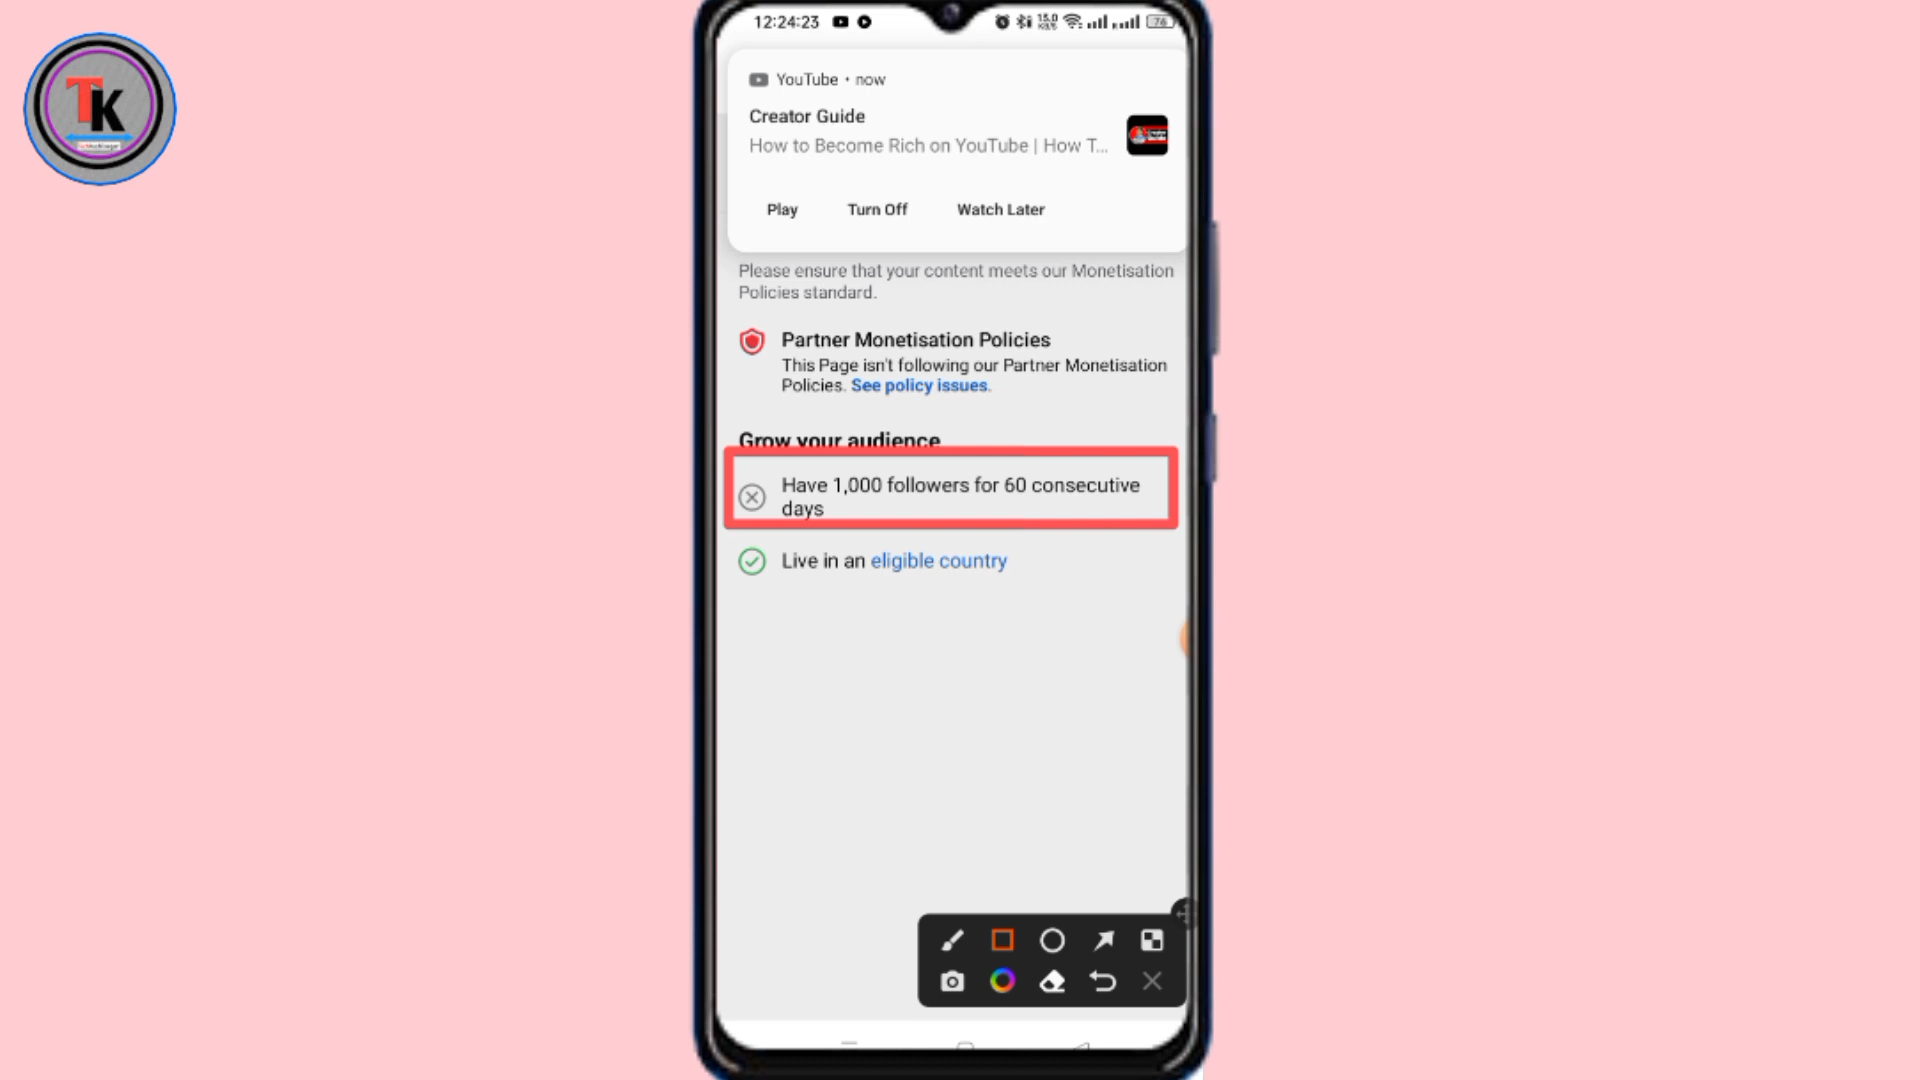 TK
12:24:23
76
YouTube • now
Creator Guide
How to Become Rich on YouTube | How T...
Play Turn Off Watch Later
Please ensure that your content meets our Monetisation
Policies standard.
Partner Monetisation Policies
This Page isn't following our Partner Monetisation
Policies. See policy issues.
Grow your audience
Have 1,000 followers for 60 consecutive
days
Live in an eligible country